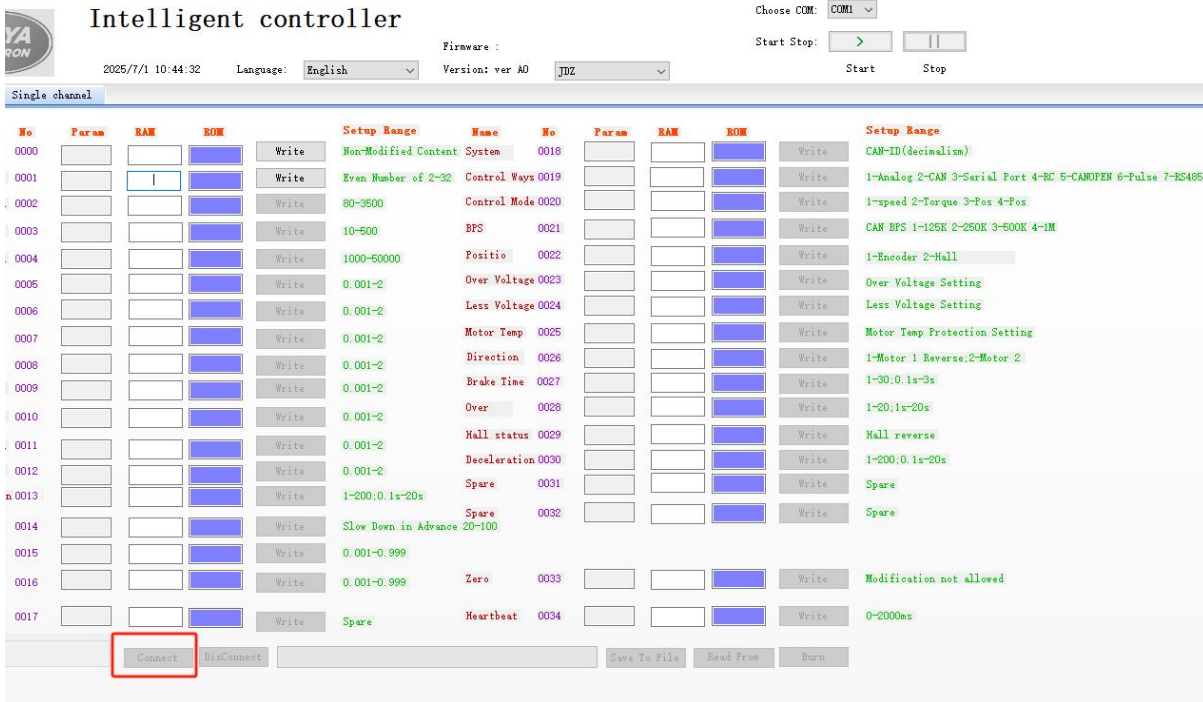 YA
RON
Intelligent controller
Choose COM: COM1
Firmware :
Start Stop:
2025/7/1 10:44:32 Language: English Version: ver A0 JDZ Start Stop
Single channel
No Param RAM ROM Setup Range Name No Param RAM ROM Setup Range
0000 Write Non-Modified Content System 0018 Write CAN-ID(decimalism)
0001 Write Even Number of 2-32 Control Ways 0019 Write 1-Analog 2-CAN 3-Serial Port 4-RC 5-CANOPEN 6-Pulse 7-RS485
0002 Write 80-3500 Control Mode 0020 Write 1-speed 2-Torque 3-Pos 4-Pos
0003 Write 10-500 BPS 0021 Write CAN BPS 1-125K 2-250K 3-500K 4-1M
0004 Write 1000-50000 Positio 0022 Write 1-Encoder 2-Hall
0005 Write 0.001-2 Over Voltage 0023 Write Over Voltage Setting
0006 Write 0.001-2 Less Voltage 0024 Write Less Voltage Setting
0007 Write 0.001-2 Motor Temp 0025 Write Motor Temp Protection Setting
0008 Write 0.001-2 Direction 0026 Write 1-Motor 1 Reverse;2-Motor 2
0009 Write 0.001-2 Brake Time 0027 Write 1-30;0.1s-3s
0010 Write 0.001-2 Over 0028 Write 1-20;1s-20s
0011 Write 0.001-2 Hall status 0029 Write Hall reverse
0012 Write 0.001-2 Deceleration 0030 Write 1-200;0.1s-20s
n 0013 Write 1-200;0.1s-20s Spare 0031 Write Spare
0014 Write Slow Down in Advance 20-100 Spare 0032 Write Spare
0015 Write 0.001-0.999
0016 Write 0.001-0.999 Zero 0033 Write Modification not allowed
0017 Write Spare Heartbeat 0034 Write 0-2000ms
Connect DisConnect Save To File Read From Burn